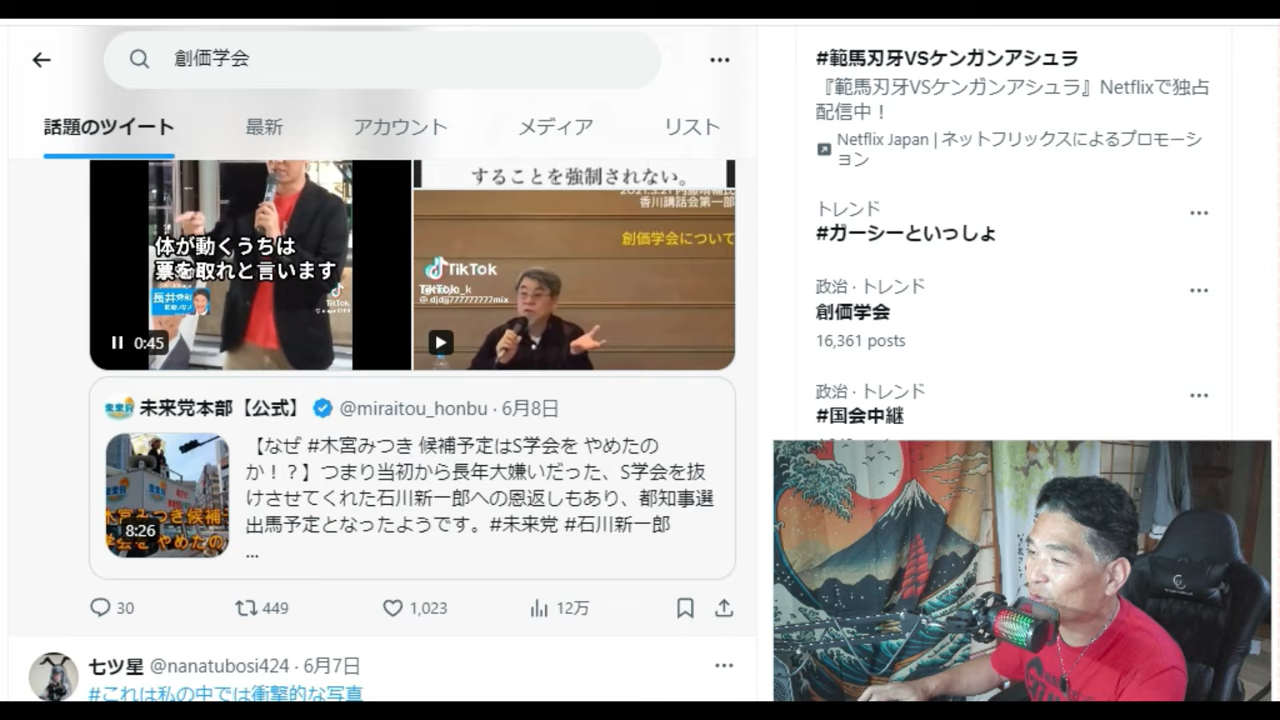 創価学会
話題のツイート
最新
アカウント
メディア
リスト
体が動くうちは
票を取れと言います
TikTok
0:45
することを強制されない。
香川講話会第一部
創価学会について
TikTok
未来党本部【公式】 @miraitou_honbu · 6月8日
【なぜ #木宮みつき 候補予定はS学会を やめたの
か！？】つまり当初から長年大嫌いだった、S学会を抜
けさせてくれた石川新一郎への恩返しもあり、都知事選
出馬予定となったようです。#未来党 #石川新一郎
...
8:26
30
449
1,023
12万
七ツ星 @nanatubosi424 · 6月7日
#これは私の中では衝撃的な写真
#範馬刃牙VSケンガンアシュラ
『範馬刃牙VSケンガンアシュラ』Netflixで独占
配信中！
Netflix Japan | ネットフリックスによるプロモーシ
ョン
トレンド
#ガーシーといっしょ
政治 · トレンド
創価学会
16,361 posts
政治 · トレンド
#国会中継